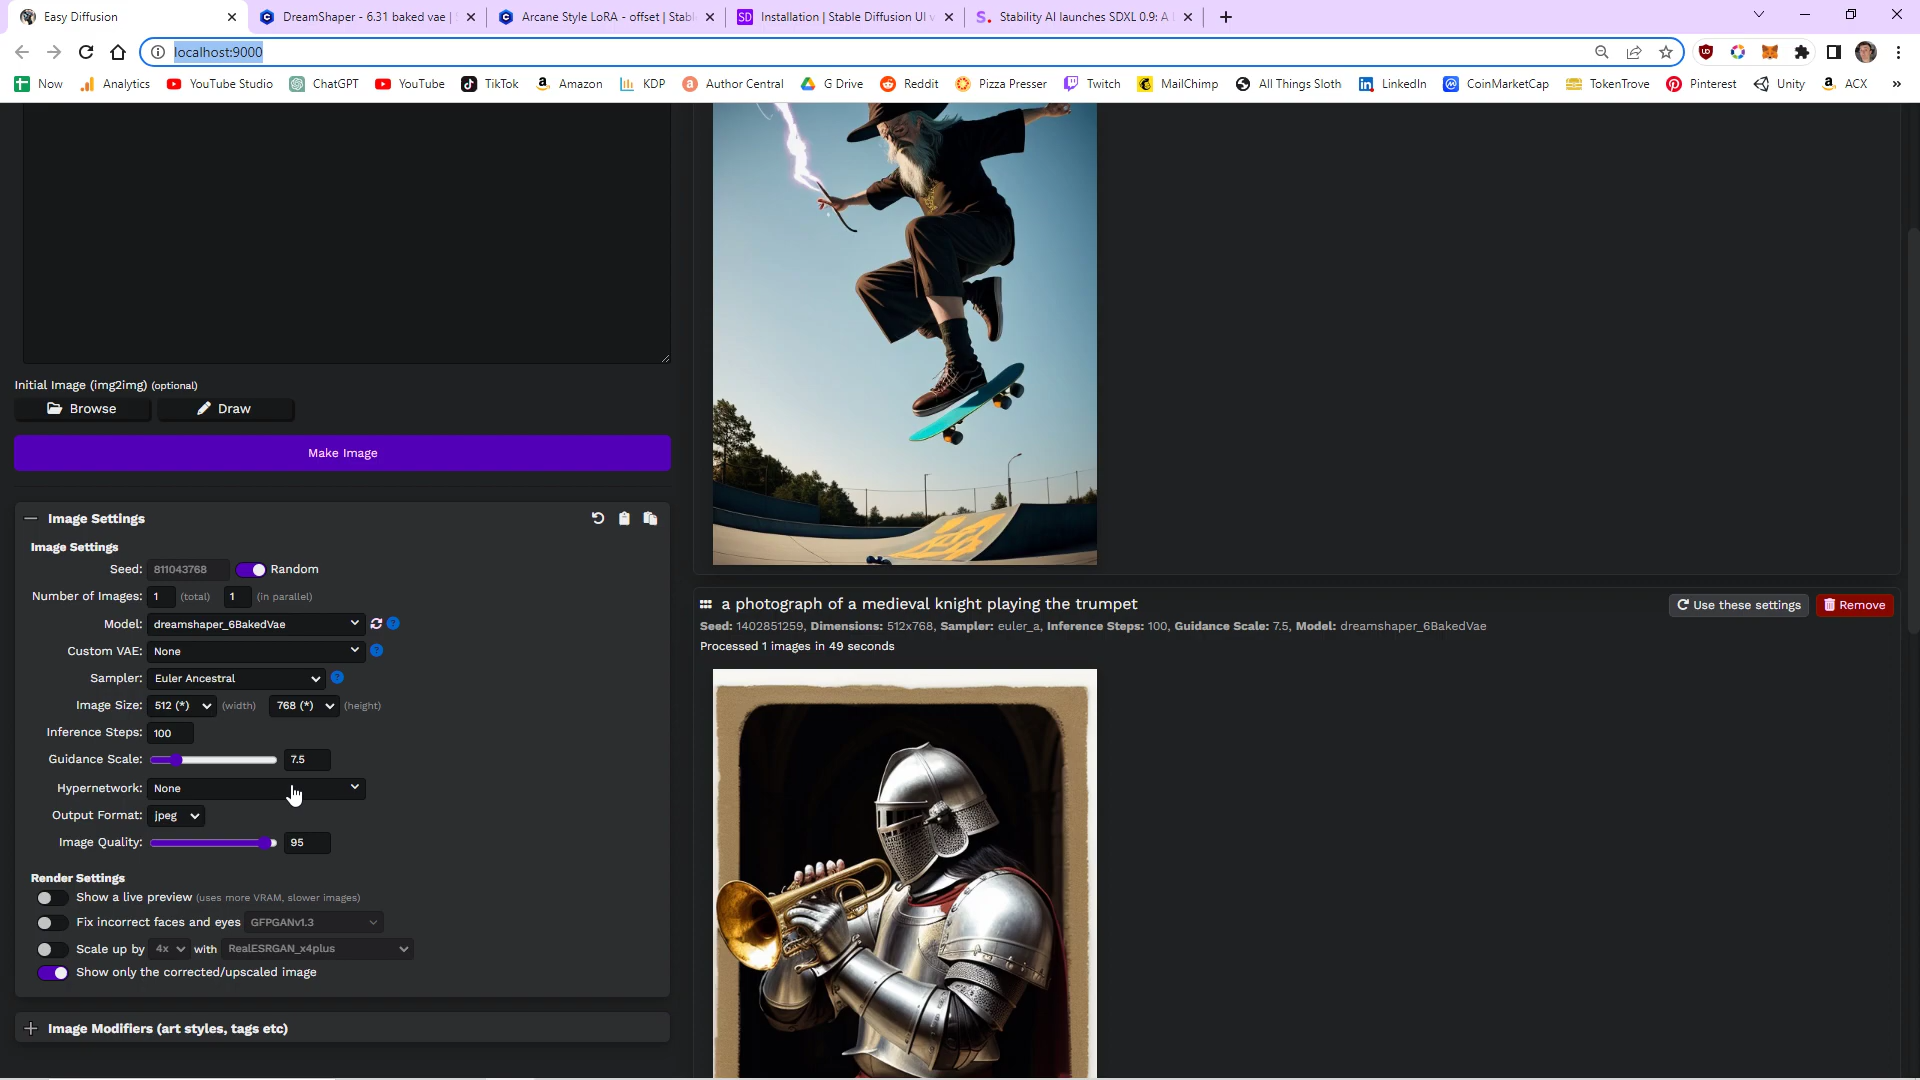 Easy Diffusion
DreamShaper - 6.31 baked vae |
Arcane Style LoRA - offset | Stabl
SD Installation | Stable Diffusion UI v
S. Stability AI launches SDXL 0.9: A
localhost:9000
Now Analytics YouTube Studio ChatGPT YouTube TikTok Amazon KDP Author Central G Drive Reddit Pizza Presser Twitch MailChimp All Things Sloth LinkedIn CoinMarketCap TokenTrove Pinterest Unity ACX »
Initial Image (img2img) (optional)
Browse Draw
Make Image
Image Settings
Image Settings
Seed: 811043768 Random
Number of Images: 1 (total) 1 (in parallel)
Model: dreamshaper_6BakedVae
Custom VAE: None
Sampler: Euler Ancestral
Image Size: 512 (*) (width) 768 (*) (height)
Inference Steps: 100
Guidance Scale: 7.5
Hypernetwork: None
Output Format: jpeg
Image Quality: 95
Render Settings
Show a live preview (uses more VRAM, slower images)
Fix incorrect faces and eyes GFPGANv1.3
Scale up by 4x with RealESRGAN_x4plus
Show only the corrected/upscaled image
Image Modifiers (art styles, tags etc)
a photograph of a medieval knight playing the trumpet
Use these settings Remove
Seed: 1402851259, Dimensions: 512x768, Sampler: euler_a, Inference Steps: 100, Guidance Scale: 7.5, Model: dreamshaper_6BakedVae
Processed 1 images in 49 seconds